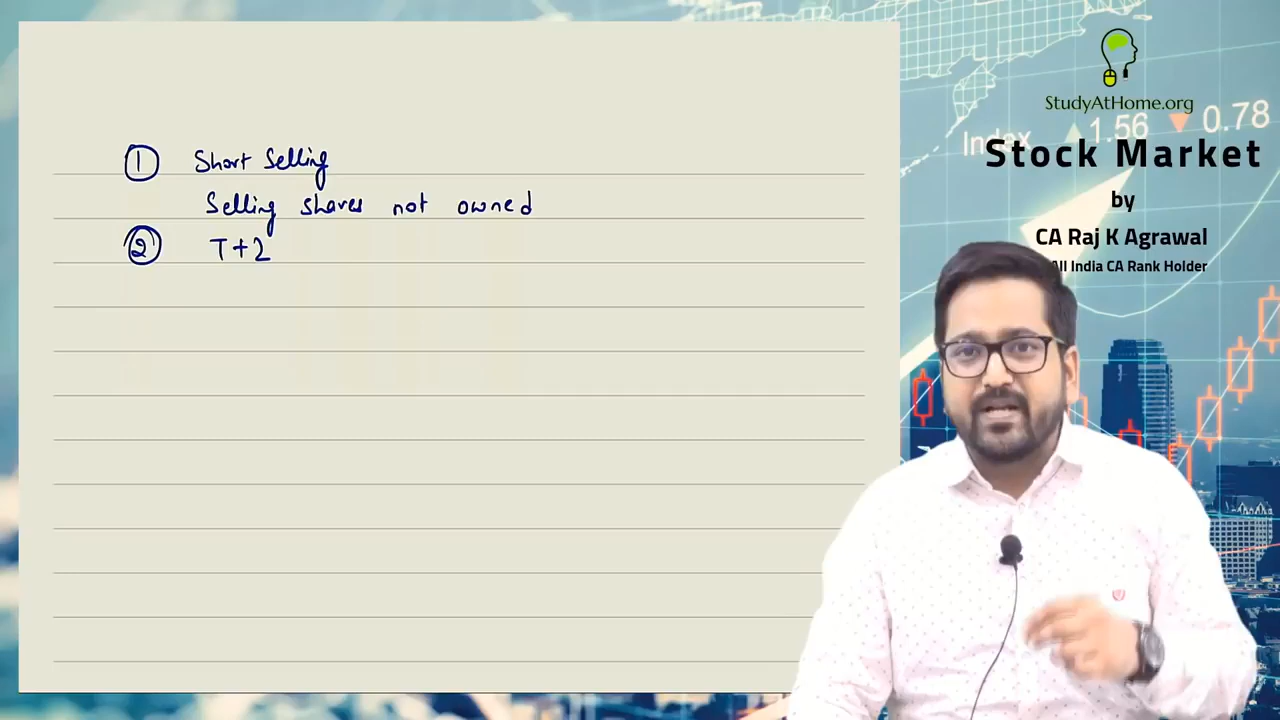 ① Short Selling
Selling shares not owned
② T+2
StudyAtHome.org
Index 1.56 0.78
Stock Market
by
CA Raj K Agrawal
All India CA Rank Holder